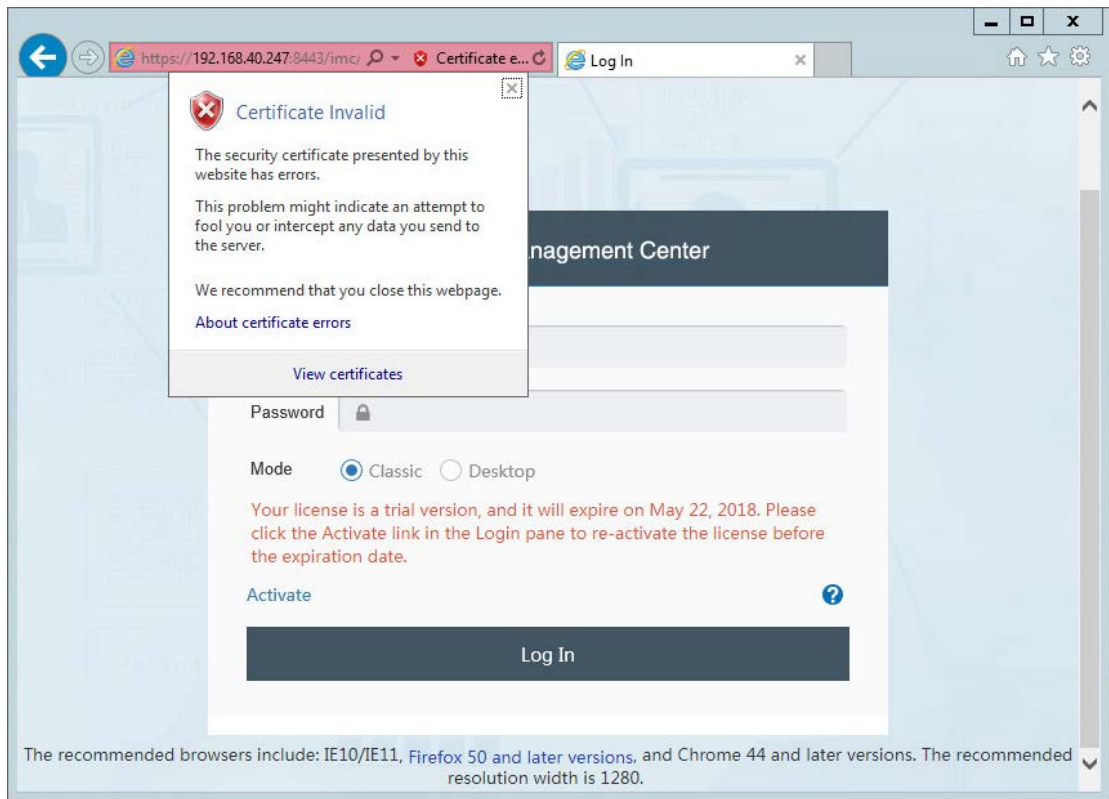 https://192.168.40.247:8443/imc/
Certificate e...
Log In
Certificate Invalid
The security certificate presented by this
website has errors.
This problem might indicate an attempt to
fool you or intercept any data you send to
the server.
We recommend that you close this webpage.
About certificate errors
View certificates
nagement Center
Password
Mode
Classic
Desktop
Your license is a trial version, and it will expire on May 22, 2018. Please
click the Activate link in the Login pane to re-activate the license before
the expiration date.
Activate
Log In
The recommended browsers include: IE10/IE11, Firefox 50 and later versions, and Chrome 44 and later versions. The recommended
resolution width is 1280.